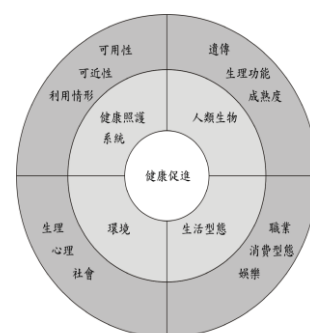 可用性
可近性
利用情形
遺傳
生理功能
成熟度
健康照護
系統
人類生物
健康促進
環境
生活型態
生理
心理
社會
職業
消費型態
娛樂